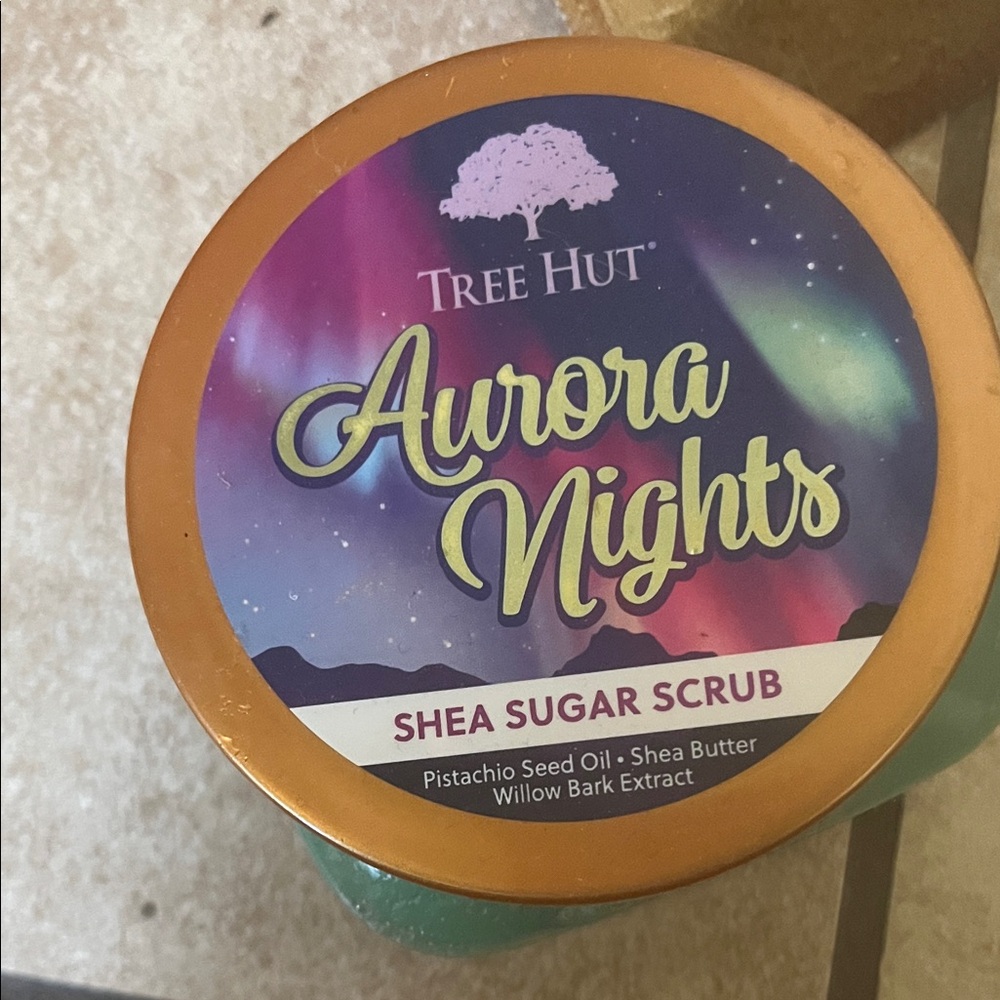 TREE HUT®
Aurora
Nights
SHEA SUGAR SCRUB
Pistachio Seed Oil • Shea Butter
Willow Bark Extract